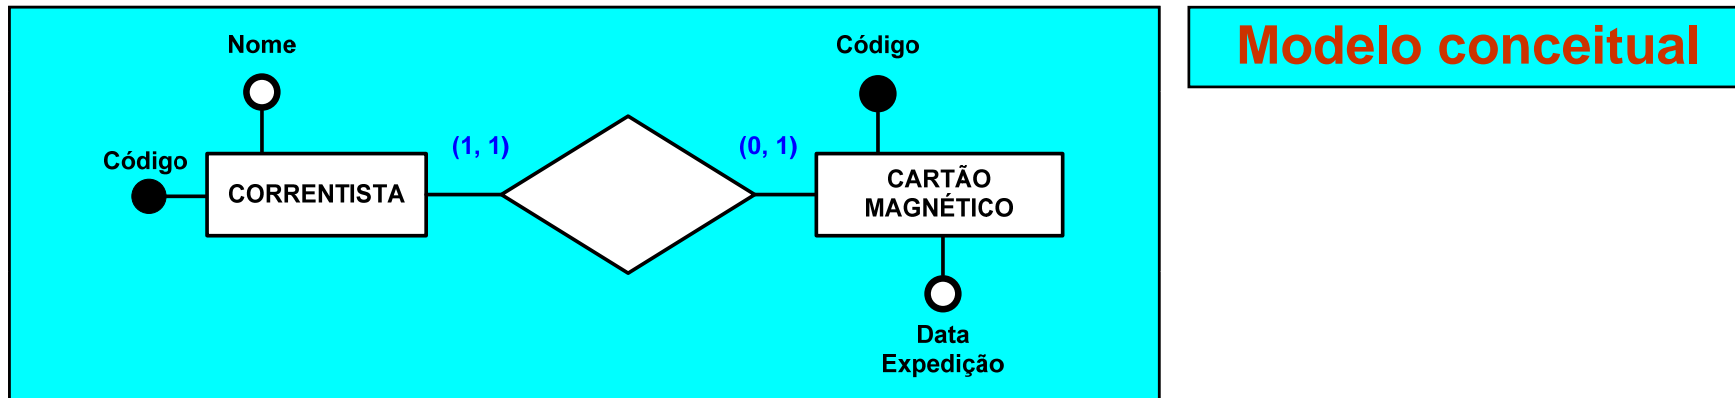 Modelo conceitual
Nome
Código
Código
(1, 1)
(0, 1)
CORRENTISTA
CARTÃO
MAGNÉTICO
Data
Expedição